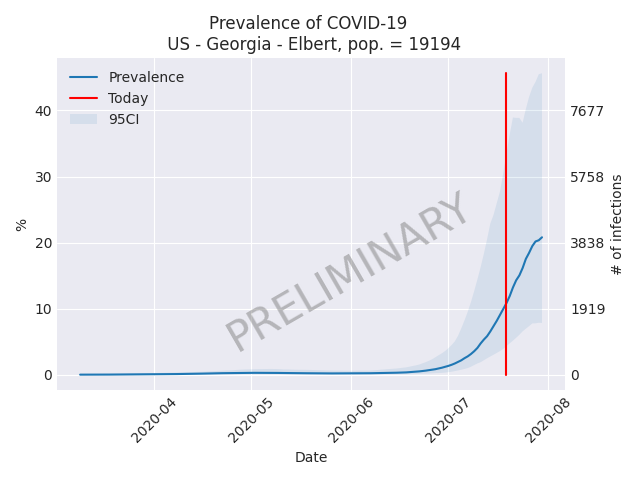 Prevalence of COVID-19
US - Georgia - Elbert, pop. = 19194
Prevalence
Today
95CI
40
30
20
10
0
%
7677
5758
3838
1919
0
# of infections
PRELIMINARY
2020-04
2020-05
2020-06
2020-07
2020-08
Date